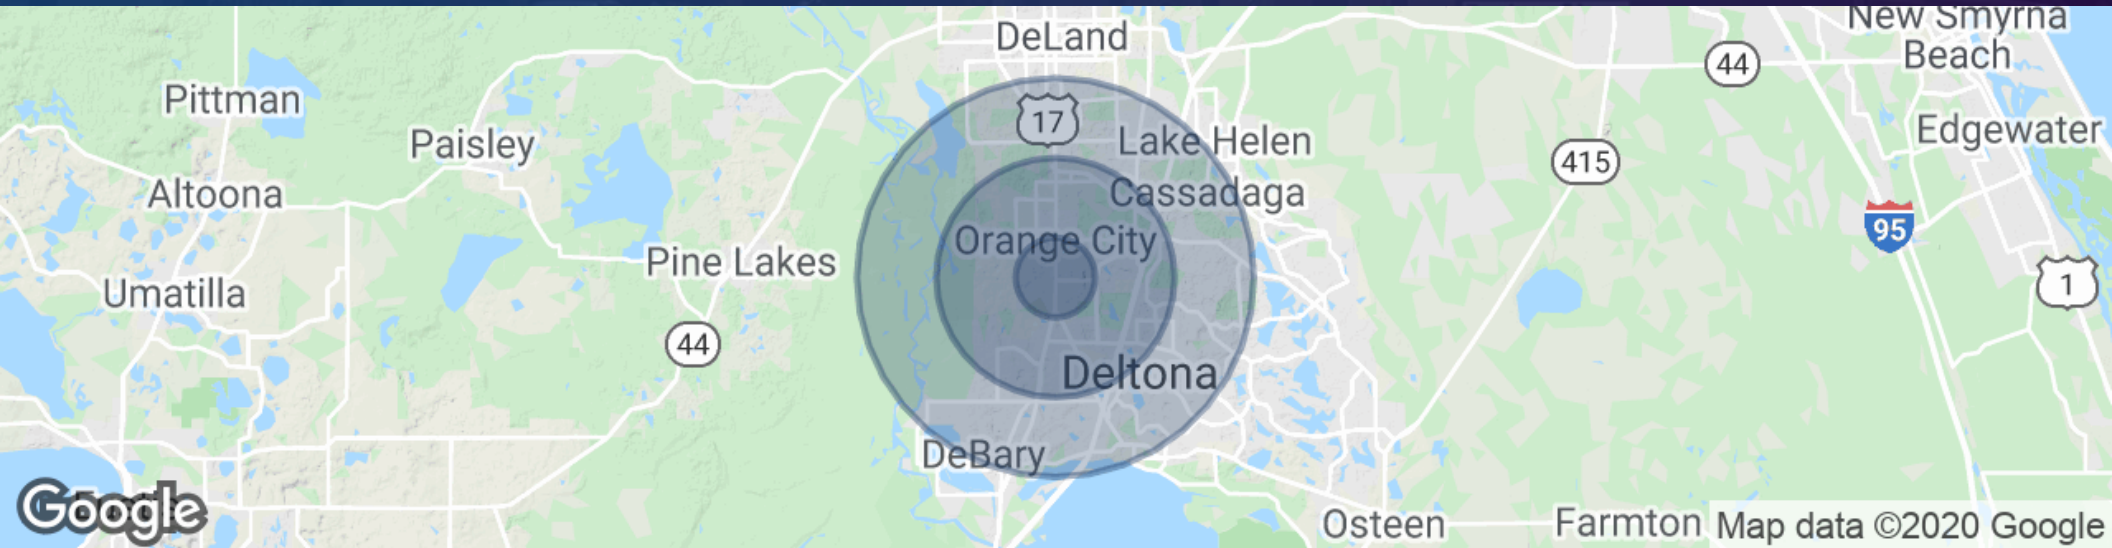 New Smyrna
Beach
DeLand
44
Pittman
17
Edgewater
Paisley
Lake Helen
415
Altoona
Cassadaga
95
Orange City
Pine Lakes
Umatilla
1
44
Deltona
DeBary
Google
Osteen
Farmton
Map data ©2020 Google